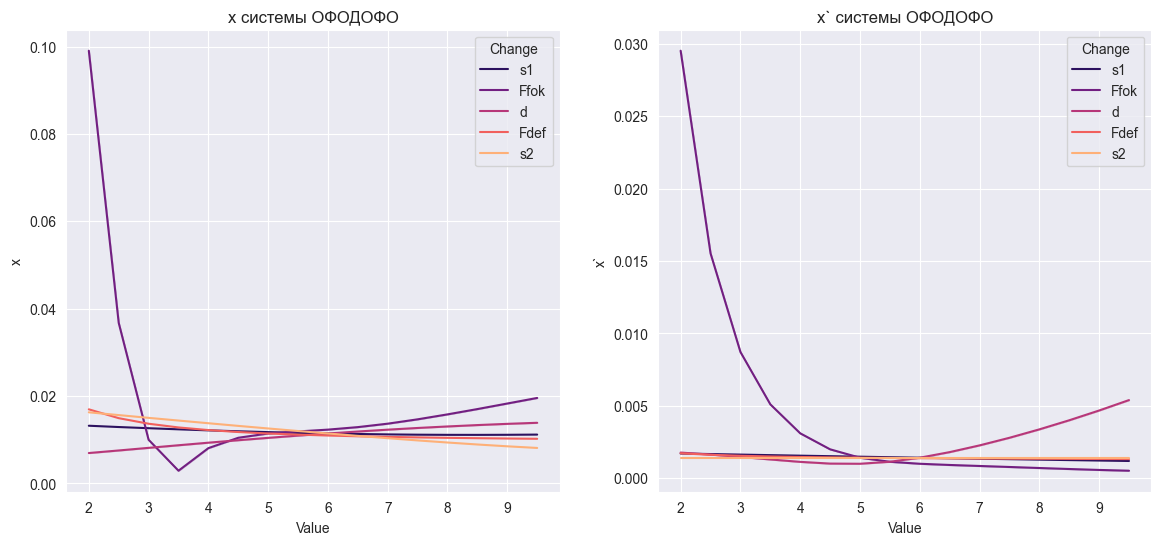 x системы ОФОДОФО
0.10
0.08
0.06
0.04
0.02
0.00
x
2 3 4 5 6 7 8 9
Value
Change
s1
Ffok
d
Fdef
s2
x` системы ОФОДОФО
0.030
0.025
0.020
0.015
0.010
0.005
0.000
x`
2 3 4 5 6 7 8 9
Value
Change
s1
Ffok
d
Fdef
s2